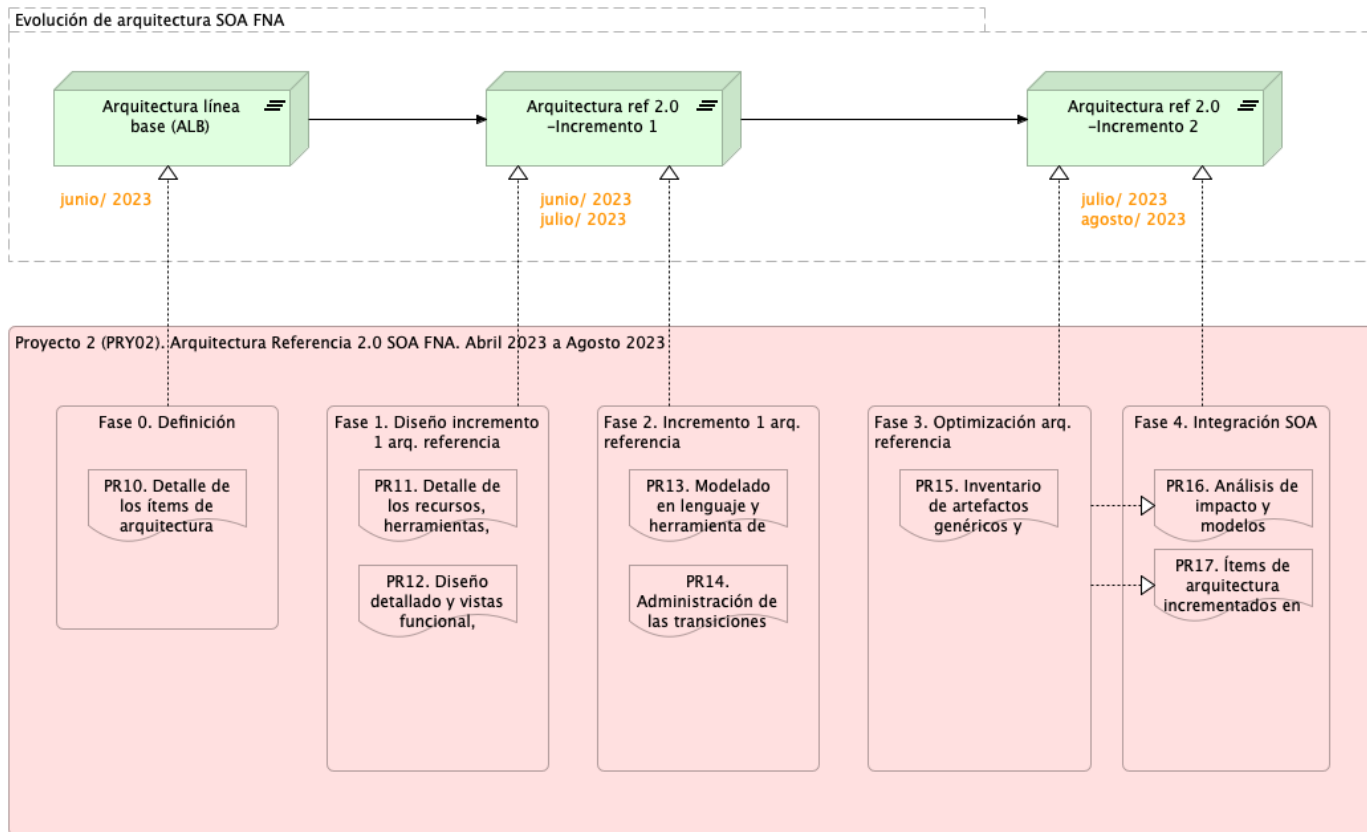 Evolución de arquitectura SOA FNA
Arquitectura línea
base (ALB)
Arquitectura ref 2.0
-Incremento 1
Arquitectura ref 2.0
-Incremento 2
junio/ 2023
junio/ 2023
julio/ 2023
julio/ 2023
agosto/ 2023
Proyecto 2 (PRY02). Arquitectura Referencia 2.0 SOA FNA. Abril 2023 a Agosto 2023
Fase 0. Definición
PR10. Detalle de
los ítems de
arquitectura
Fase 1. Diseño incremento
1 arq. referencia
PR11. Detalle de
los recursos,
herramientas,
PR12. Diseño
detallado y vistas
funcional,
Fase 2. Incremento 1 arq.
referencia
PR13. Modelado
en lenguaje y
herramienta de
PR14.
Administración de
las transiciones
Fase 3. Optimización arq.
referencia
PR15. Inventario
de artefactos
genéricos y
Fase 4. Integración SOA
PR16. Análisis de
impacto y
modelos
PR17. Ítems de
arquitectura
incrementados en